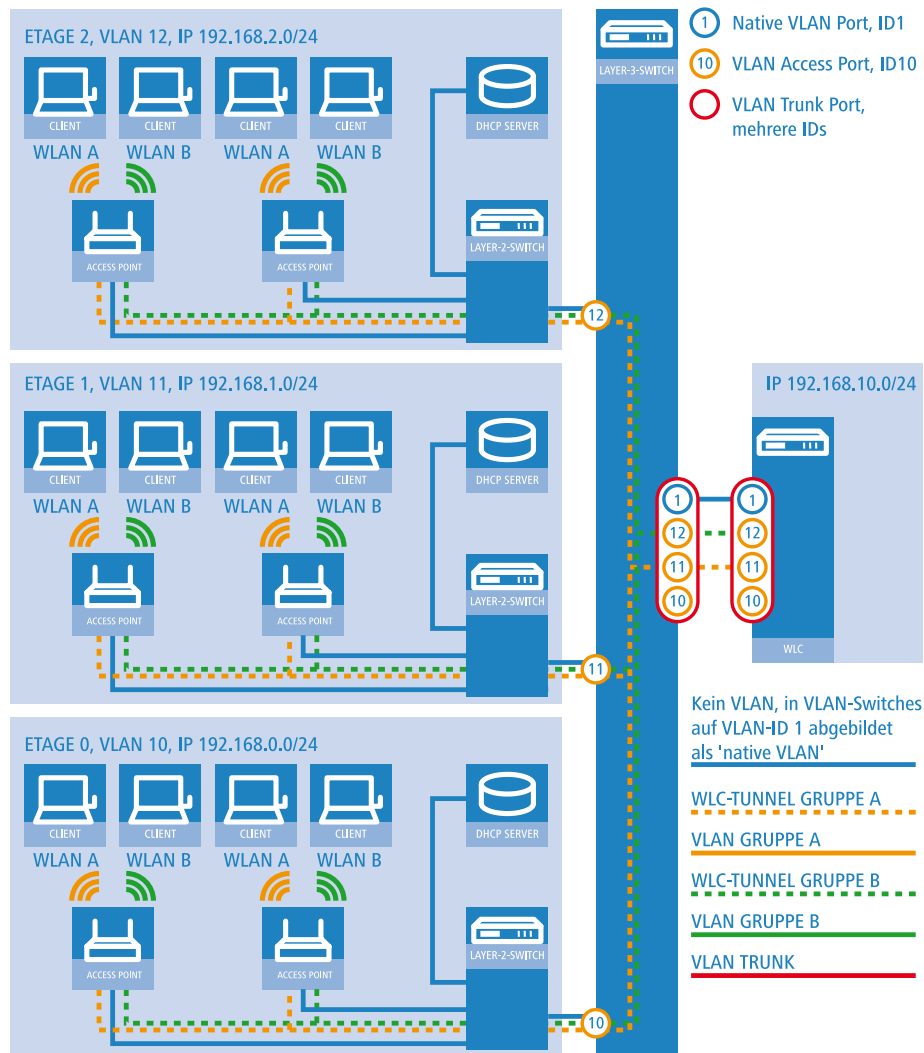 ETAGE 2, VLAN 12, IP 192.168.2.0/24
CLIENT CLIENT CLIENT CLIENT
DHCP SERVER
WLAN A WLAN B WLAN A WLAN B
LAYER-2-SWITCH
ACCESS POINT ACCESS POINT
12
ETAGE 1, VLAN 11, IP 192.168.1.0/24
CLIENT CLIENT CLIENT CLIENT
DHCP SERVER
WLAN A WLAN B WLAN A WLAN B
LAYER-2-SWITCH
ACCESS POINT ACCESS POINT
11
ETAGE 0, VLAN 10, IP 192.168.0.0/24
CLIENT CLIENT CLIENT CLIENT
DHCP SERVER
WLAN A WLAN B WLAN A WLAN B
LAYER-2-SWITCH
ACCESS POINT ACCESS POINT
10
LAYER-3-SWITCH
1 Native VLAN Port, ID1
10 VLAN Access Port, ID10
VLAN Trunk Port,
mehrere IDs
IP 192.168.10.0/24
1 1
12 12
11 11
10 10
WLC
Kein VLAN, in VLAN-Switches
auf VLAN-ID 1 abgebildet
als 'native VLAN'
WLC-TUNNEL GRUPPE A
VLAN GRUPPE A
WLC-TUNNEL GRUPPE B
VLAN GRUPPE B
VLAN TRUNK